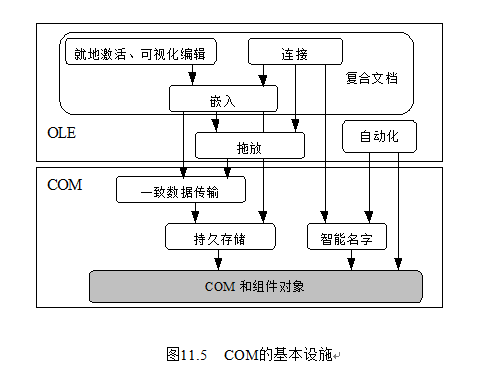 就地激活、可视化编辑
连接
复合文档
嵌入
OLE
拖放
自动化
COM
一致数据传输
持久存储
智能名字
COM 和组件对象
图11.5 COM的基本设施